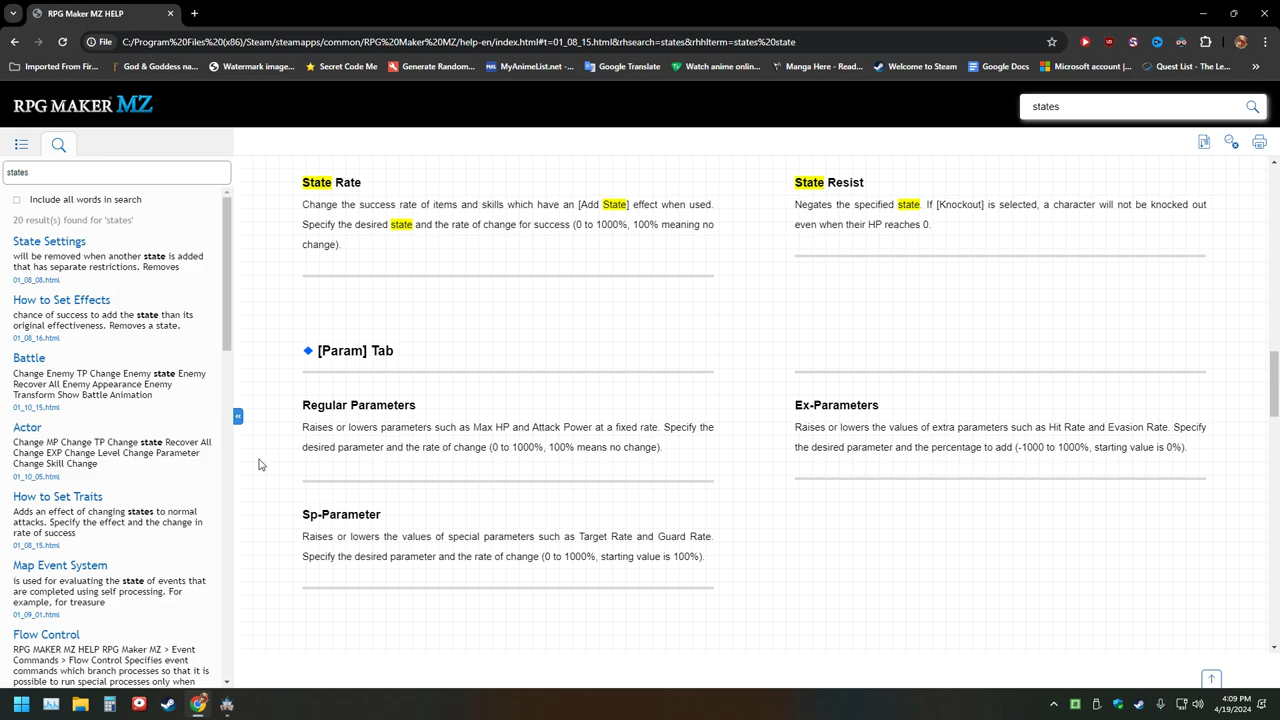 RPG Maker MZ HELP
File
C:/Program%20Files%20(x86)/Steam/steamapps/common/RPG%20Maker%20MZ/help-en/index.html#t=01_08_15.html&rhsearch=states&rhhlterm=states%20state
Imported From Fir...
God & Goddess na...
Watermark image...
Secret Code Me
Generate Random...
MyAnimeList.net -...
Google Translate
Watch anime onlin...
Manga Here - Read...
Welcome to Steam
Google Docs
Microsoft account |...
Quest List - The Le...
RPG MAKER MZ
states
states
Include all words in search
20 result(s) found for 'states'
State Settings
will be removed when another state is added
that has separate restrictions. Removes
01_08_08.html
How to Set Effects
chance of success to add the state than its
original effectiveness. Removes a state.
01_08_16.html
Battle
Change Enemy TP Change Enemy state Enemy
Recover All Enemy Appearance Enemy
Transform Show Battle Animation
01_10_15.html
Actor
Change MP Change TP Change state Recover All
Change EXP Change Level Change Parameter
Change Skill Change
01_10_05.html
How to Set Traits
Adds an effect of changing states to normal
attacks. Specify the effect and the change in
rate of success
01_08_15.html
Map Event System
is used for evaluating the state of events that
are completed using self processing. For
example, for treasure
01_09_01.html
Flow Control
RPG MAKER MZ HELP RPG Maker MZ > Event
Commands > Flow Control Specifies event
commands which branch processes so that it is
possible to run special processes only when
State Rate
Change the success rate of items and skills which have an [Add State] effect when used.
Specify the desired state and the rate of change for success (0 to 1000%, 100% meaning no
change).
State Resist
Negates the specified state. If [Knockout] is selected, a character will not be knocked out
even when their HP reaches 0.
[Param] Tab
Regular Parameters
Raises or lowers parameters such as Max HP and Attack Power at a fixed rate. Specify the
desired parameter and the rate of change (0 to 1000%, 100% means no change).
Ex-Parameters
Raises or lowers the values of extra parameters such as Hit Rate and Evasion Rate. Specify
the desired parameter and the percentage to add (-1000 to 1000%, starting value is 0%).
Sp-Parameter
Raises or lowers the values of special parameters such as Target Rate and Guard Rate.
Specify the desired parameter and the rate of change (0 to 1000%, starting value is 100%).
4:09 PM
4/19/2024